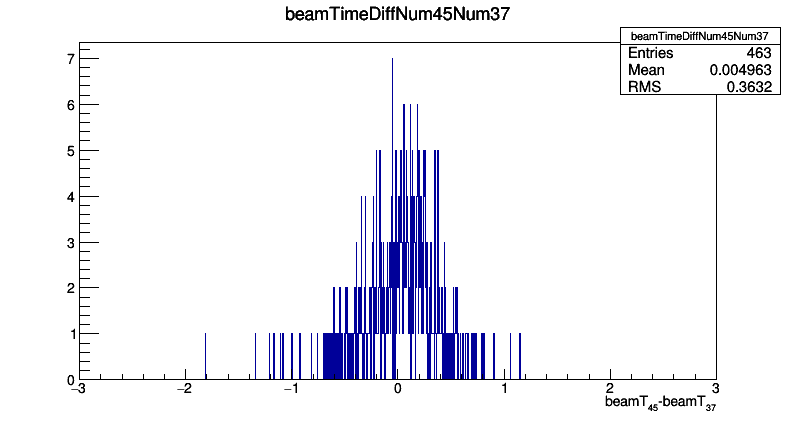 beamTimeDiffNum45Num37
beamTimeDiffNum45Num37
Entries 463
Mean 0.004963
RMS 0.3632
7
6
5
4
3
2
1
0
−3 −2 −1 0 1 2 3
beamT45-beamT37